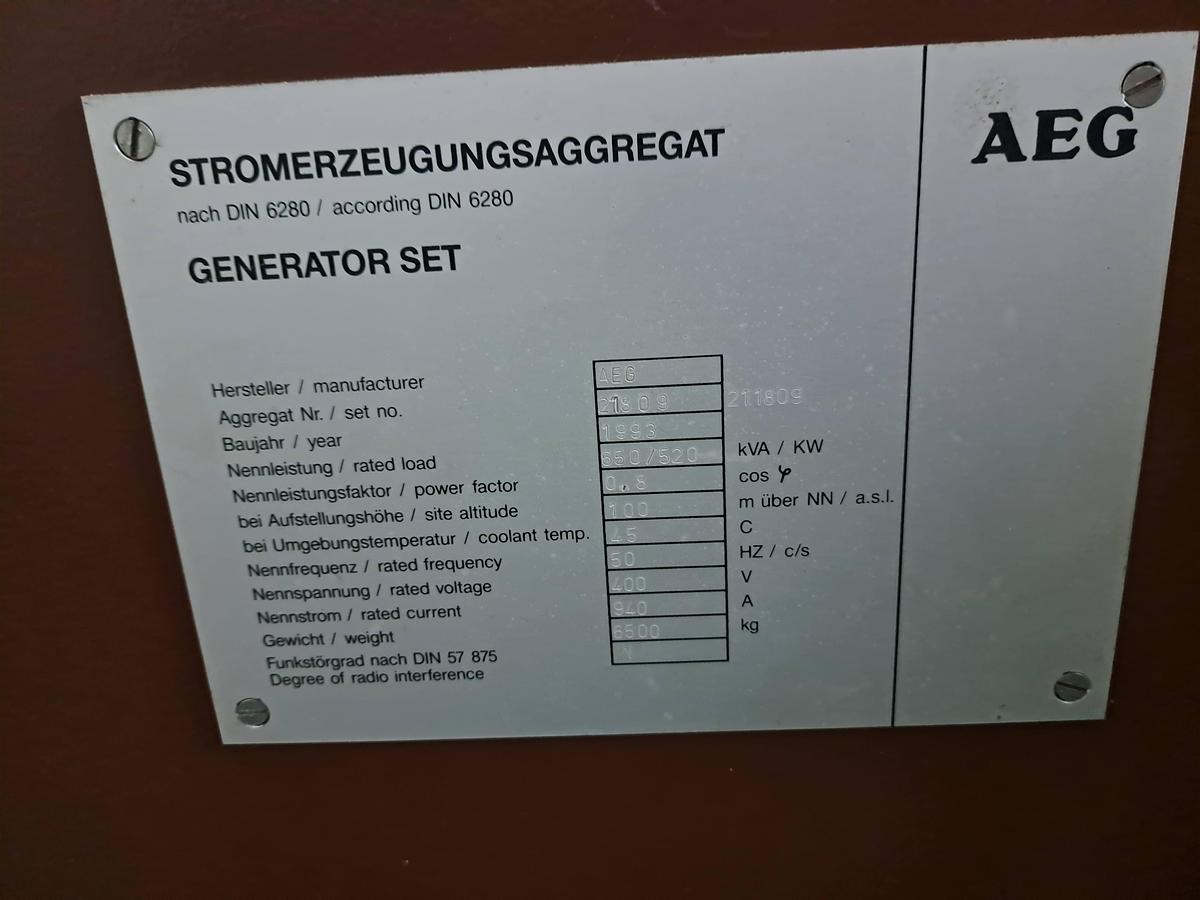 AEG
STROMERZEUGUNGSAGGREGAT
nach DIN 6280 / according DIN 6280
GENERATOR SET
Hersteller / manufacturer AEG
Aggregat Nr. / set no. 211809
Baujahr / year 1993
Nennleistung / rated load 650/520 kVA / KW
Nennleistungsfaktor / power factor 0.8 cos φ
bei Aufstellungshöhe / site altitude 100 m über NN / a.s.l.
bei Umgebungstemperatur / coolant temp. 45 C
Nennfrequenz / rated frequency 50 HZ / c/s
Nennspannung / rated voltage 400 V
Nennstrom / rated current 940 A
Gewicht / weight 6500 kg
Funkstörgrad nach DIN 57 875
Degree of radio interference